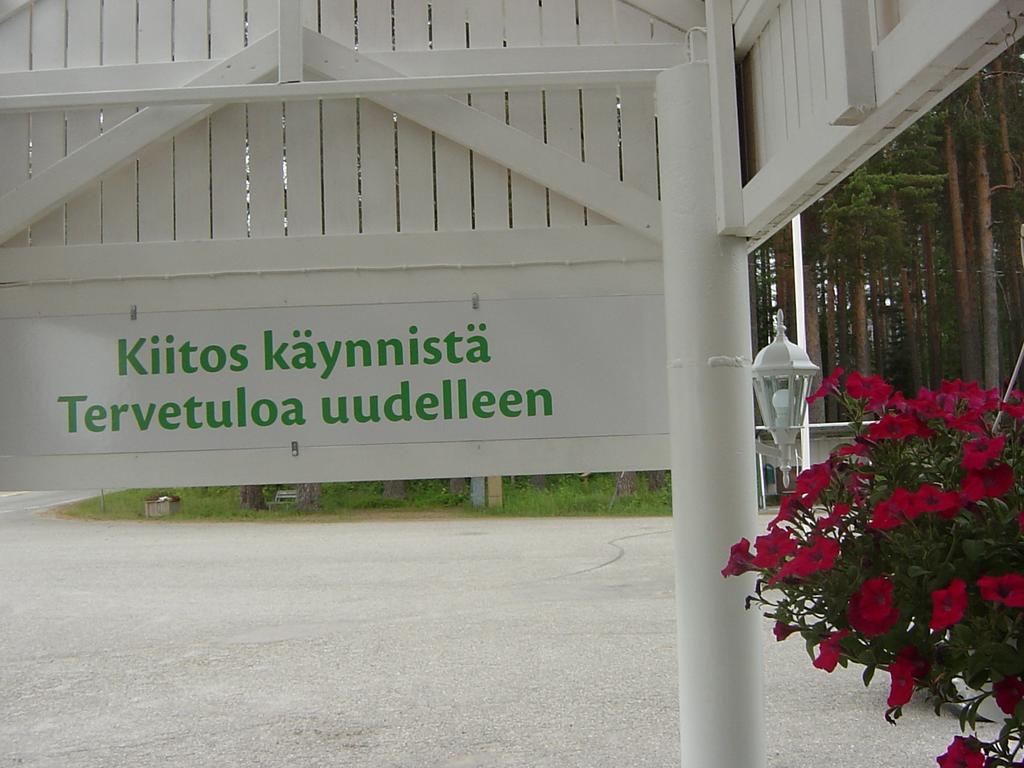 Kiitos käynnistä
Tervetuloa uudelleen